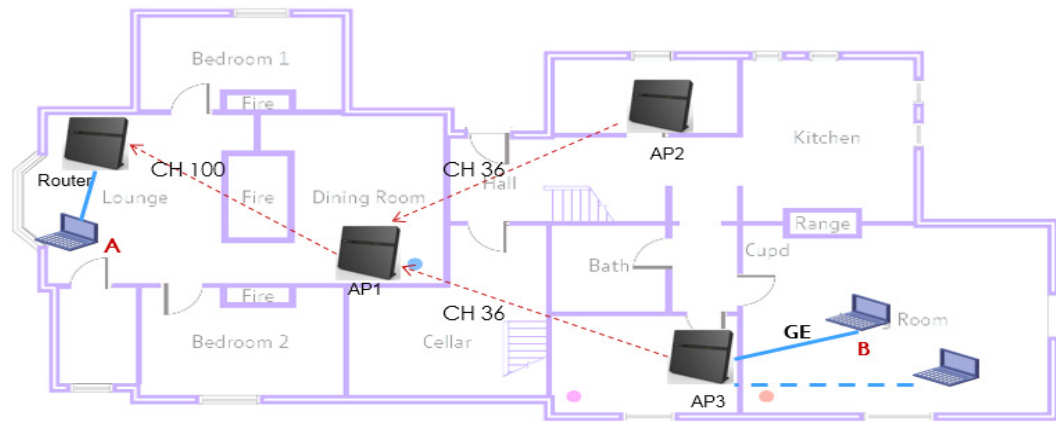 Bedroom 1
Fire
Router
CH 100
Lounge
Fire
Dining Room
CH 36
Hall
AP2
Kitchen
AP1
Bath
Cupd
Range
Fire
Bedroom 2
CH 36
Cellar
AP3
GE
Room
A
B